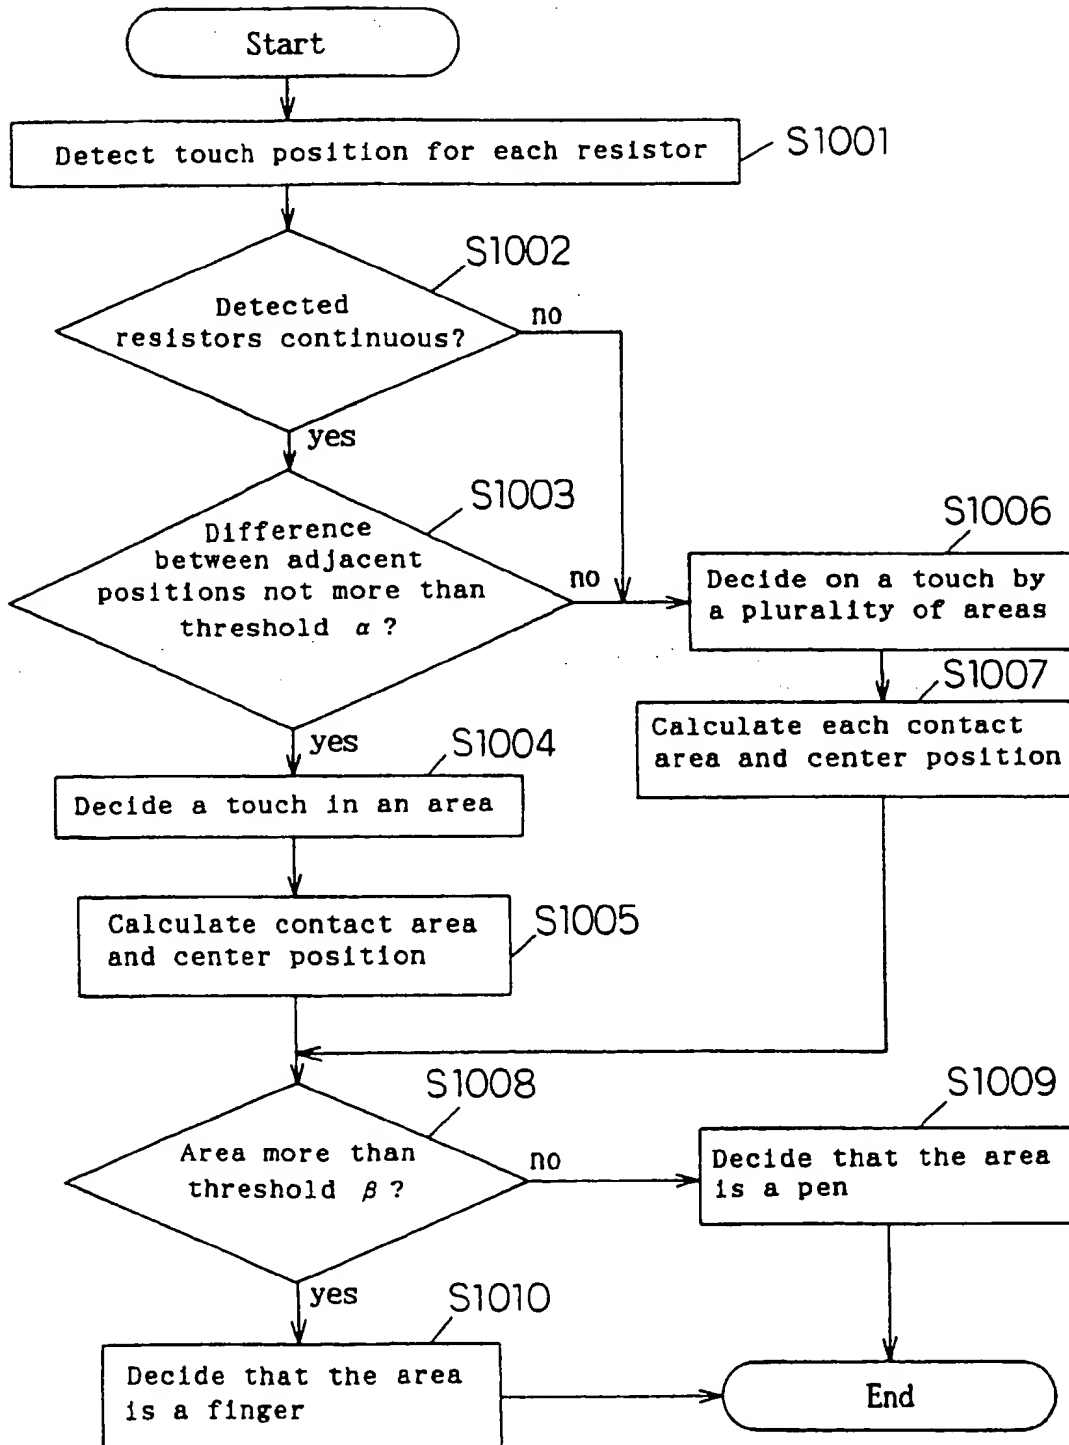 Start
Detect touch position for each resistor
S1001
S1002
Detected
resistors continuous?
no
yes
S1003
Difference
between adjacent
positions not more than
threshold α?
no
yes
S1006
Decide on a touch by
a plurality of areas
S1007
Calculate each contact
area and center position
S1004
Decide a touch in an area
S1005
Calculate contact area
and center position
S1008
Area more than
threshold β?
no
yes
S1009
Decide that the area
is a pen
S1010
Decide that the area
is a finger
End